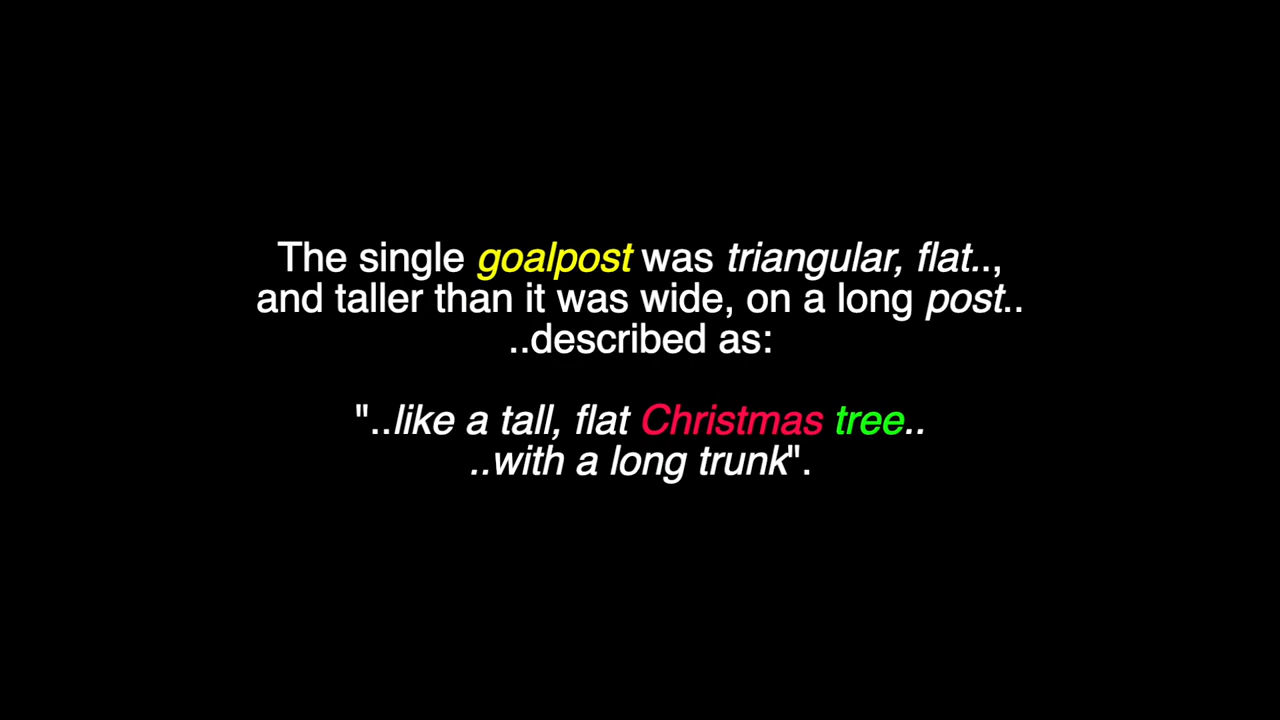 The single goalpost was triangular, flat..,
and taller than it was wide, on a long post..
..described as:
"..like a tall, flat Christmas tree..
..with a long trunk".